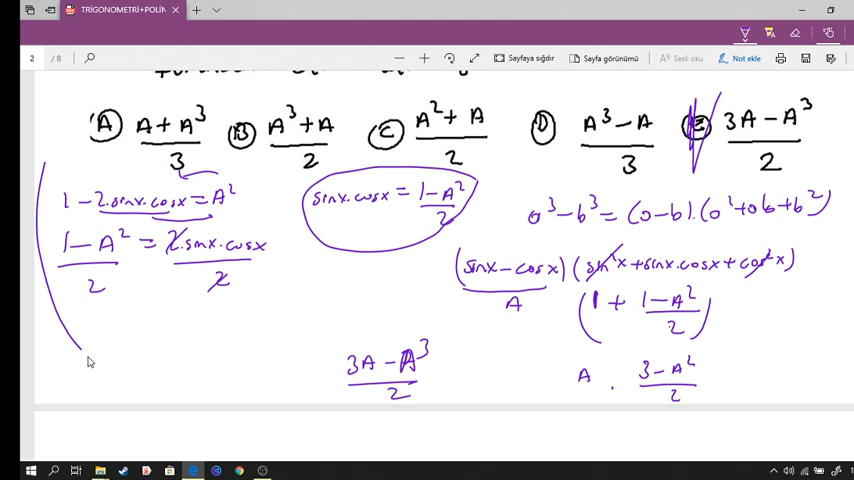 TRİGONOMETRİ+POLİN
2 / 8
Sayfaya sığdır
Sayfa görünümü
Sesli oku
Not ekle
A) A + A³ / 3
B) A³ + A / 2
C) A² + A / 2
D) A³ − A / 3
E) 3A − A³ / 2
1 − 2.sinx.cosx = A²
sinx.cosx = 1 − A² / 2
a³ − b³ = (a−b).(a²+ab+b²)
1 − A² / 2 = 2.sinx.cosx / 2
(sinx − cosx) (sin²x + sinx.cosx + cos²x)
A
(1 + 1 − A² / 2)
3A − A³ / 2
A . 3 − A² / 2